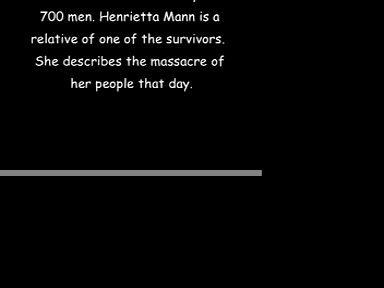 700 men. Henrietta Mann is a
relative of one of the survivors.
She describes the massacre of
her people that day.